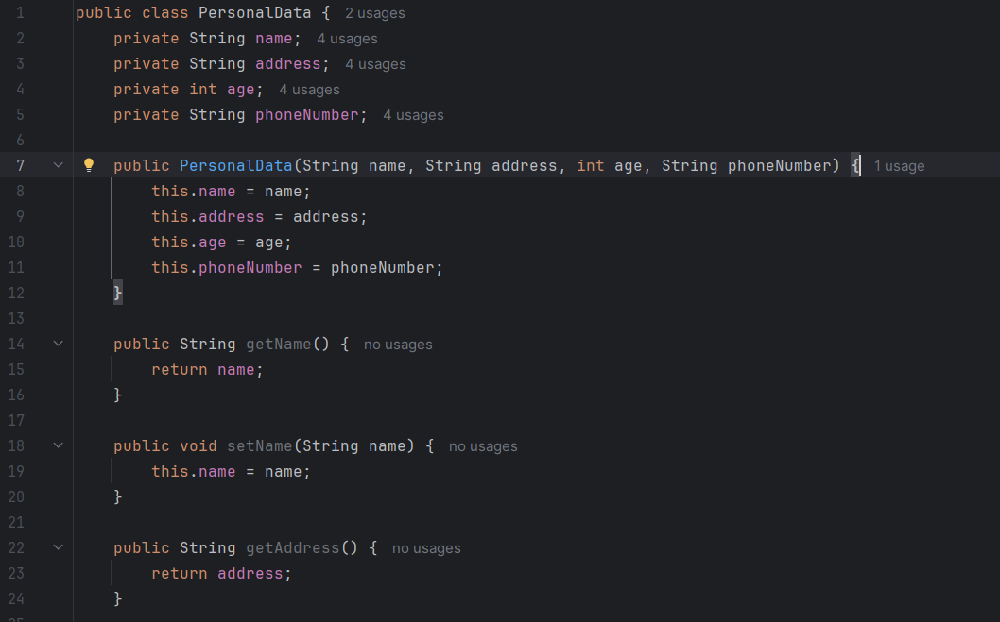 1 public class PersonalData { 2 usages
2     private String name; 4 usages
3     private String address; 4 usages
4     private int age; 4 usages
5     private String phoneNumber; 4 usages
6
7     public PersonalData(String name, String address, int age, String phoneNumber) { 1 usage
8         this.name = name;
9         this.address = address;
10         this.age = age;
11         this.phoneNumber = phoneNumber;
12     }
13
14     public String getName() { no usages
15         return name;
16     }
17
18     public void setName(String name) { no usages
19         this.name = name;
20     }
21
22     public String getAddress() { no usages
23         return address;
24     }
25